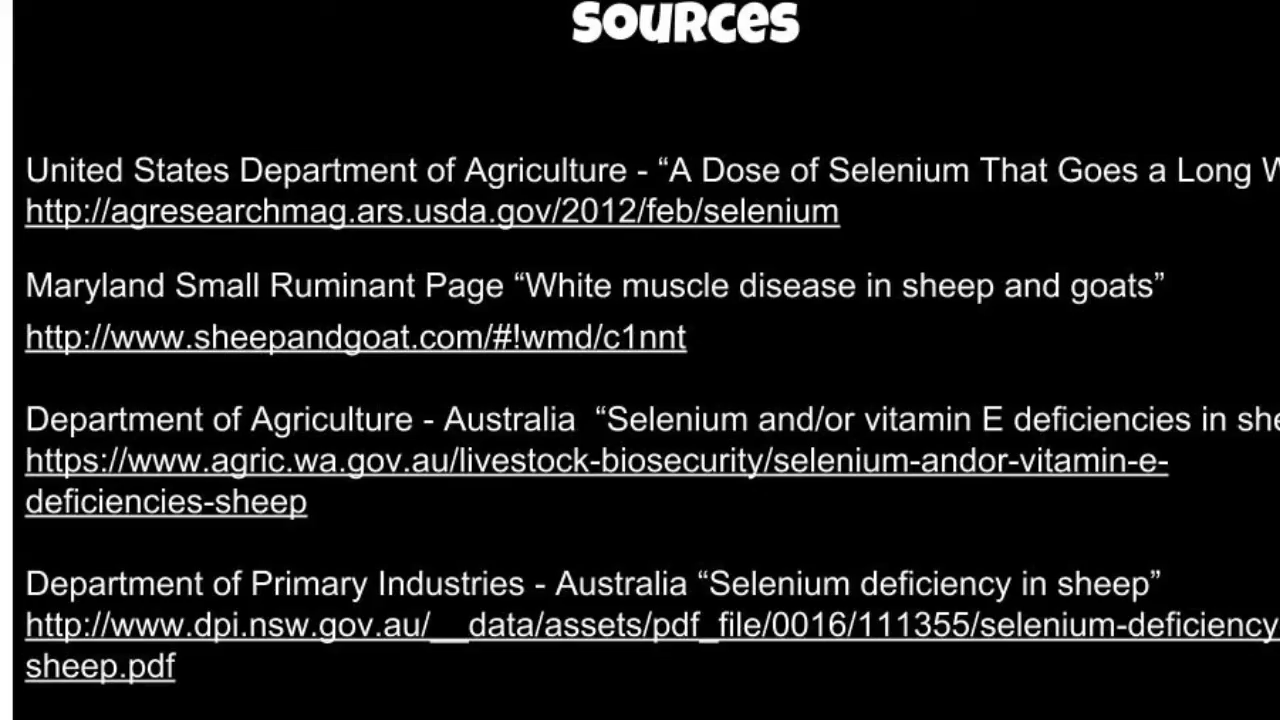 Sources
United States Department of Agriculture - “A Dose of Selenium That Goes a Long
http://agresearchmag.ars.usda.gov/2012/feb/selenium
Maryland Small Ruminant Page “White muscle disease in sheep and goats”
http://www.sheepandgoat.com/#!wmd/c1nnt
Department of Agriculture - Australia “Selenium and/or vitamin E deficiencies in
https://www.agric.wa.gov.au/livestock-biosecurity/selenium-andor-vitamin-e-
deficiencies-sheep
Department of Primary Industries - Australia “Selenium deficiency in sheep”
http://www.dpi.nsw.gov.au/__data/assets/pdf_file/0016/111355/selenium-deficiency
sheep.pdf